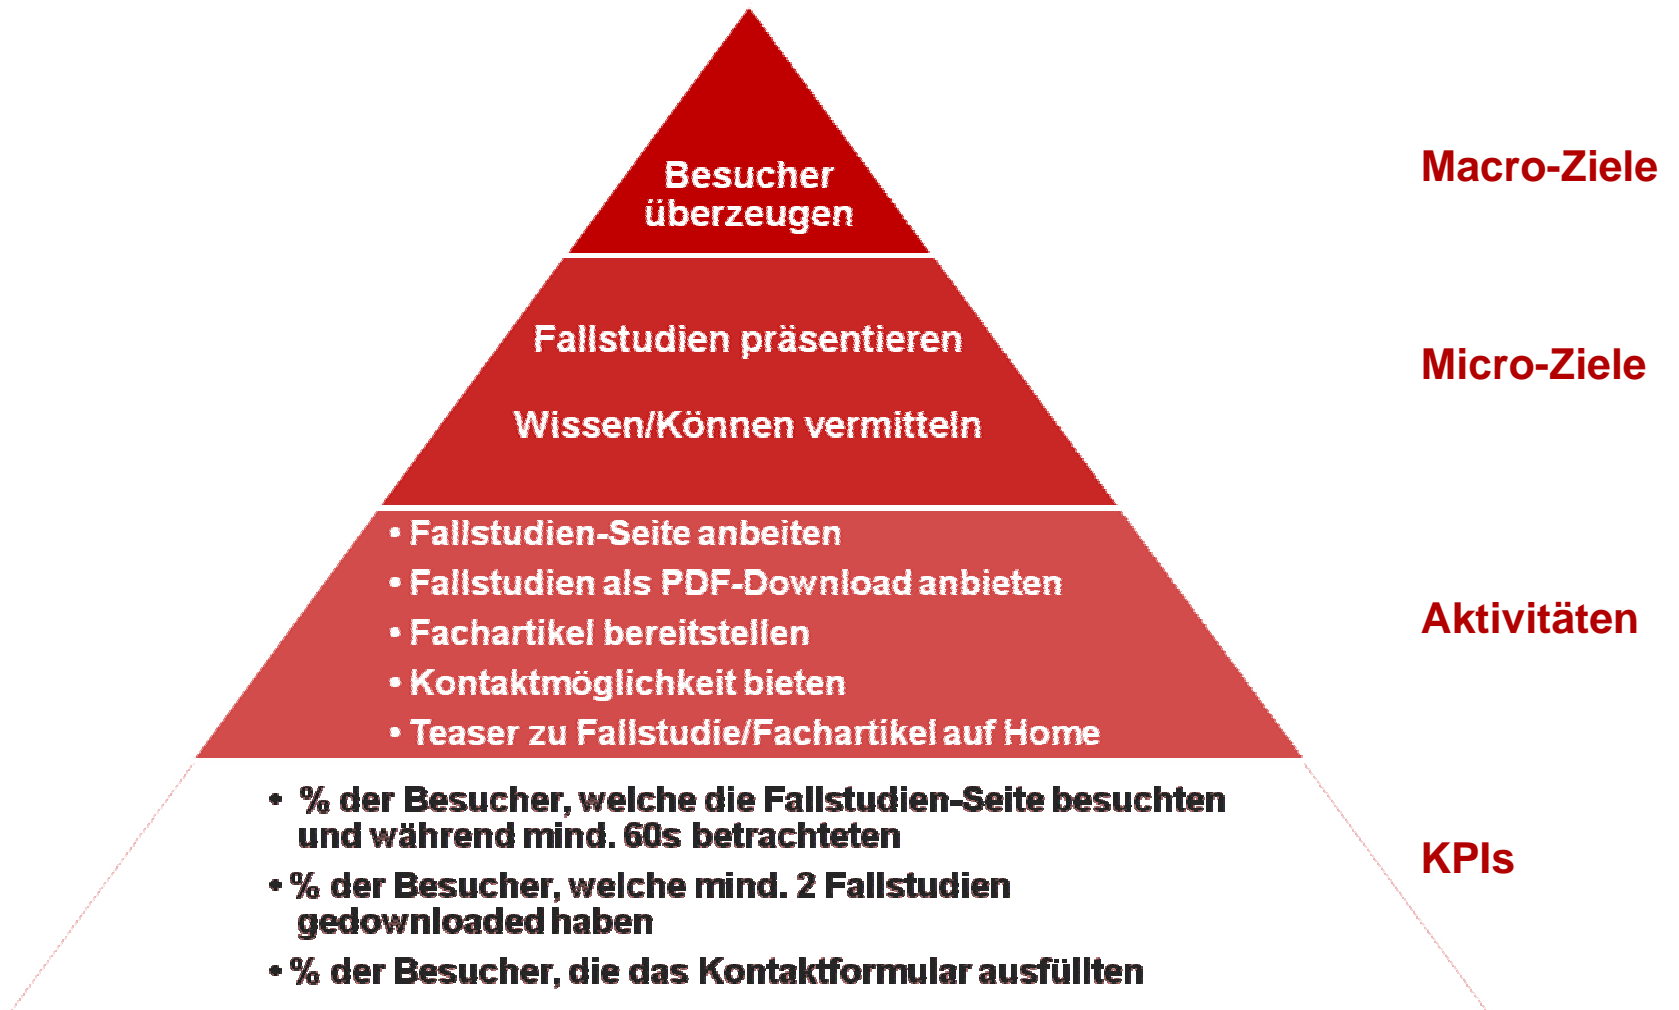 Besucher
überzeugen
Macro-Ziele
Fallstudien präsentieren
Wissen/Können vermitteln
Micro-Ziele
• Fallstudien-Seite anbeiten
• Fallstudien als PDF-Download anbieten
• Fachartikel bereitstellen
• Kontaktmöglichkeit bieten
• Teaser zu Fallstudie/Fachartikel auf Home
Aktivitäten
• % der Besucher, welche die Fallstudien-Seite besuchten
und während mind. 60s betrachteten
• % der Besucher, welche mind. 2 Fallstudien
gedownloaded haben
• % der Besucher, die das Kontaktformular ausfüllten
KPIs